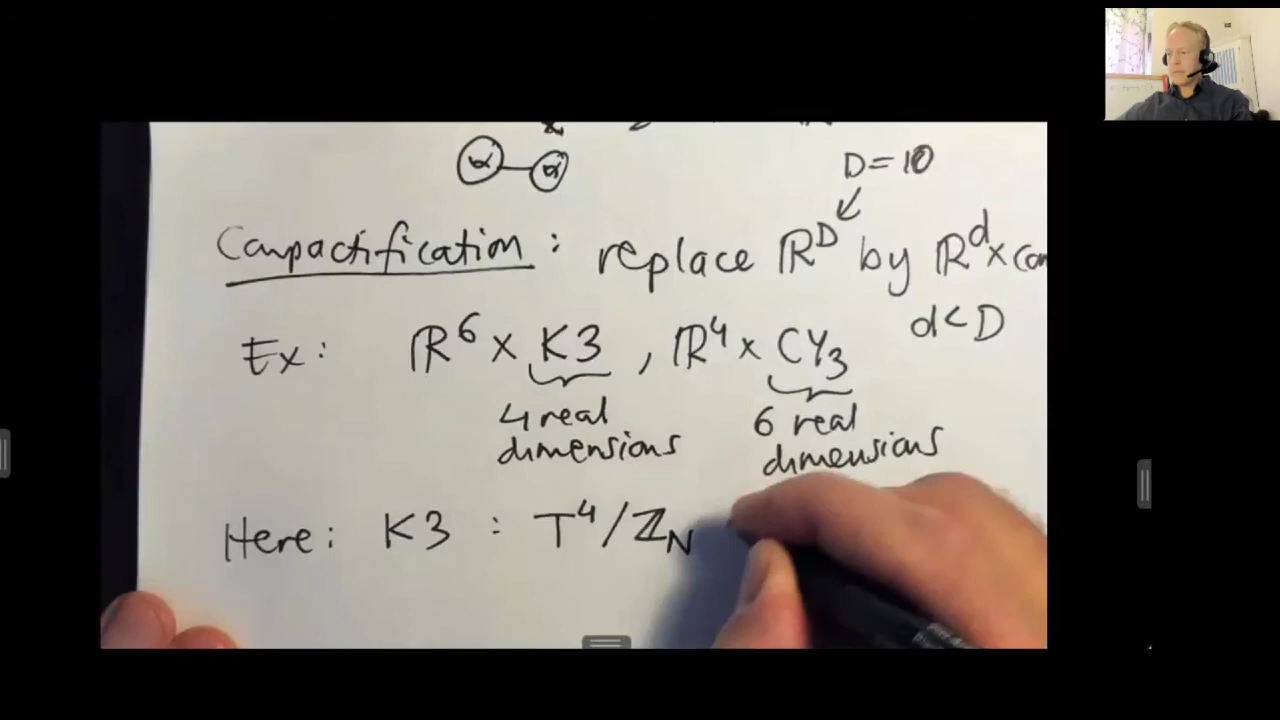 α α
D = 10
Compactification : replace ℝ^D by ℝ^d x
d < D
Ex : ℝ^6 x K3 , ℝ^4 x CY_3
4 real dimensions
6 real dimensions
Here : K3 : T^4 / ℤ_N